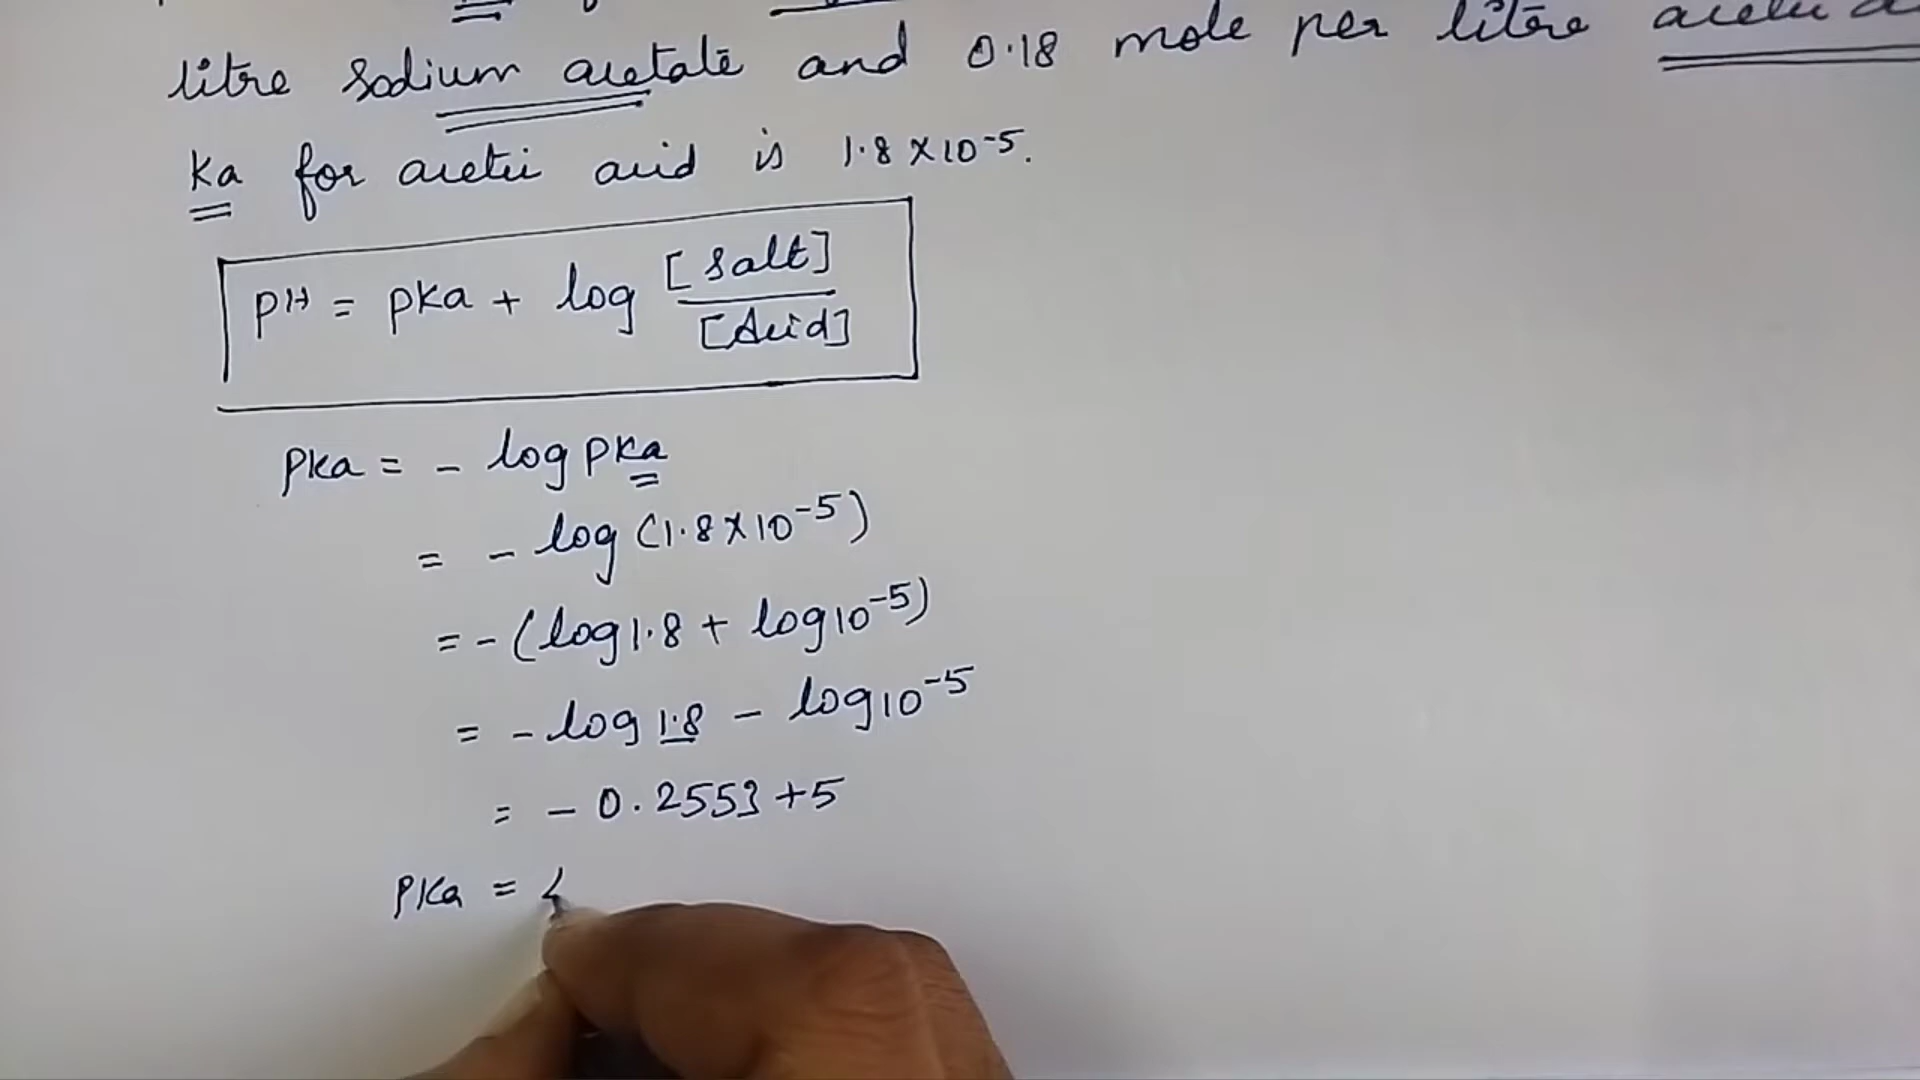 litre sodium acetate and 0.18 mole per litre
Ka for acetic acid is 1.8 × 10⁻⁵.
pH = pKa + log [Salt] / [Acid]
pKa = - log pKa
= - log (1.8 × 10⁻⁵)
= - (log 1.8 + log 10⁻⁵)
= - log 1.8 - log 10⁻⁵
= - 0.2553 + 5
pKa =